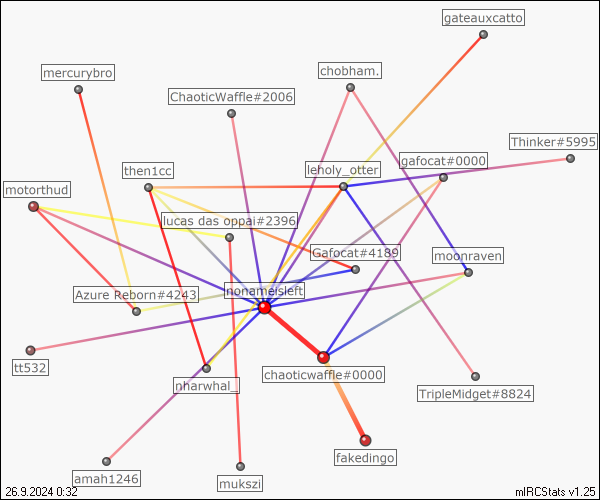 gateauxcatto
mercurybro
chobham.
ChaoticWaffle#2006
Thinker#5995
_gafocat#0000
then1cc
leholy_otter
motorthud
lucas das oppai#2396
Gafocat#4189
moonraven
nonameisleft
Azure Reborn#4243
tt532
chaoticwaffle#0000
nharwhal_
TripleMidget#8824
fakedingo
amah1246
mukszi
26.9.2024 0:32
mIRCStats v1.25